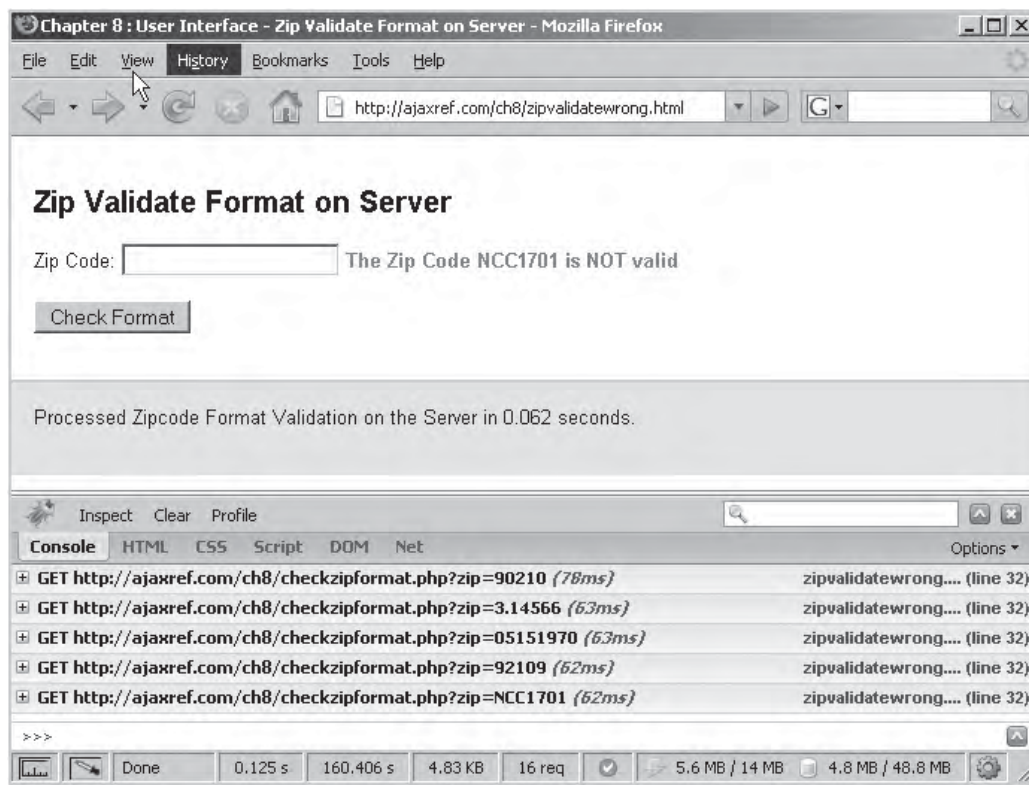 Chapter 8 : User Interface - Zip Validate Format on Server - Mozilla Firefox
File Edit View History Bookmarks Tools Help
http://ajaxref.com/ch8/zipvalidatewrong.html G
Zip Validate Format on Server
Zip Code: The Zip Code NCC1701 is NOT valid
Check Format
Processed Zipcode Format Validation on the Server in 0.062 seconds.
Inspect Clear Profile
Console HTML CSS Script DOM Net Options
GET http://ajaxref.com/ch8/checkzipformat.php?zip=90210 (78ms) zipvalidatewrong.... (line 32)
GET http://ajaxref.com/ch8/checkzipformat.php?zip=3.14566 (63ms) zipvalidatewrong.... (line 32)
GET http://ajaxref.com/ch8/checkzipformat.php?zip=05151970 (63ms) zipvalidatewrong.... (line 32)
GET http://ajaxref.com/ch8/checkzipformat.php?zip=92109 (62ms) zipvalidatewrong.... (line 32)
GET http://ajaxref.com/ch8/checkzipformat.php?zip=NCC1701 (62ms) zipvalidatewrong.... (line 32)
>>>
Done 0.125 s 160.406 s 4.83 KB 16 req 5.6 MB / 14 MB 4.8 MB / 48.8 MB